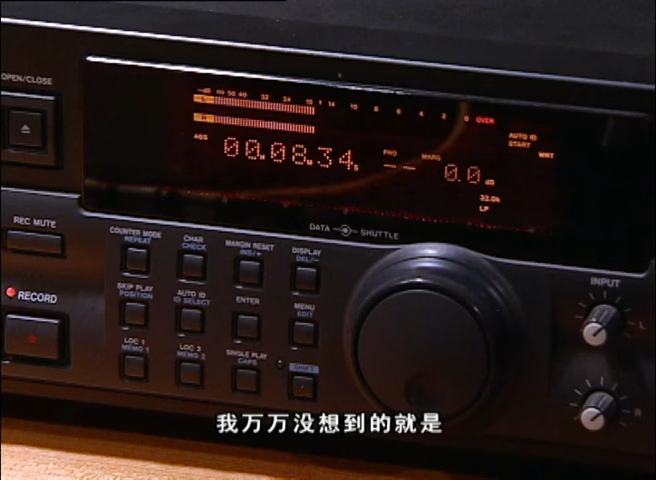 OPEN/CLOSE
-dB 60 50 40 32 24 18 14 10 8 6 4 2 0 OVER
L
R
AUTO ID
START
WRT
ABS
00.08.34s
PNO
--
MARG
0.0 dB
32.0k
LP
DATA SHUTTLE
REC MUTE
COUNTER MODE
REPEAT
CHAR
CHECK
MARGIN RESET
INS/+
DISPLAY
DEL/-
SKIP PLAY
POSITION
AUTO ID
ID SELECT
ENTER
MENU
EDIT
RECORD
LOC 1
MEMO 1
LOC 2
MEMO 2
SINGLE PLAY
CAPS
SHIFT
INPUT
L
R
我万万没想到的就是